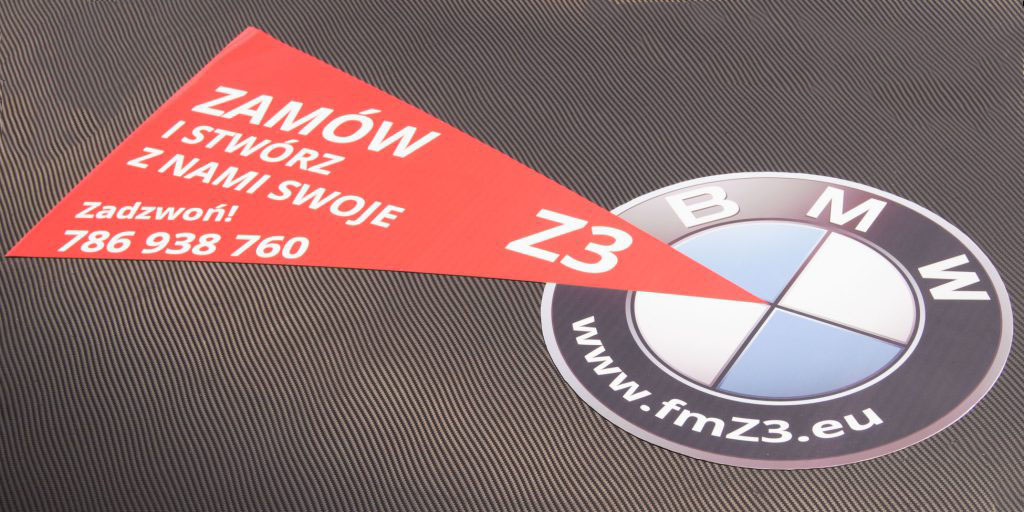 ZAMÓW
I STWÓRZ
Z NAMI SWOJE
Zadzwoń!
786 938 760
Z3
BMW
www.fmZ3.eu